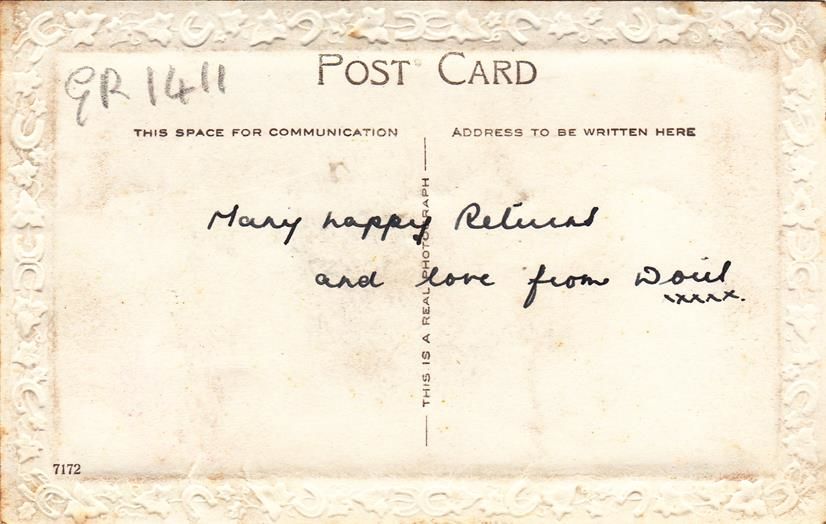 GR 1411
POST CARD
THIS SPACE FOR COMMUNICATION
ADDRESS TO BE WRITTEN HERE
THIS IS A REAL PHOTOGRAPH
Many happy Returns
and love from
xxxxx.
7172